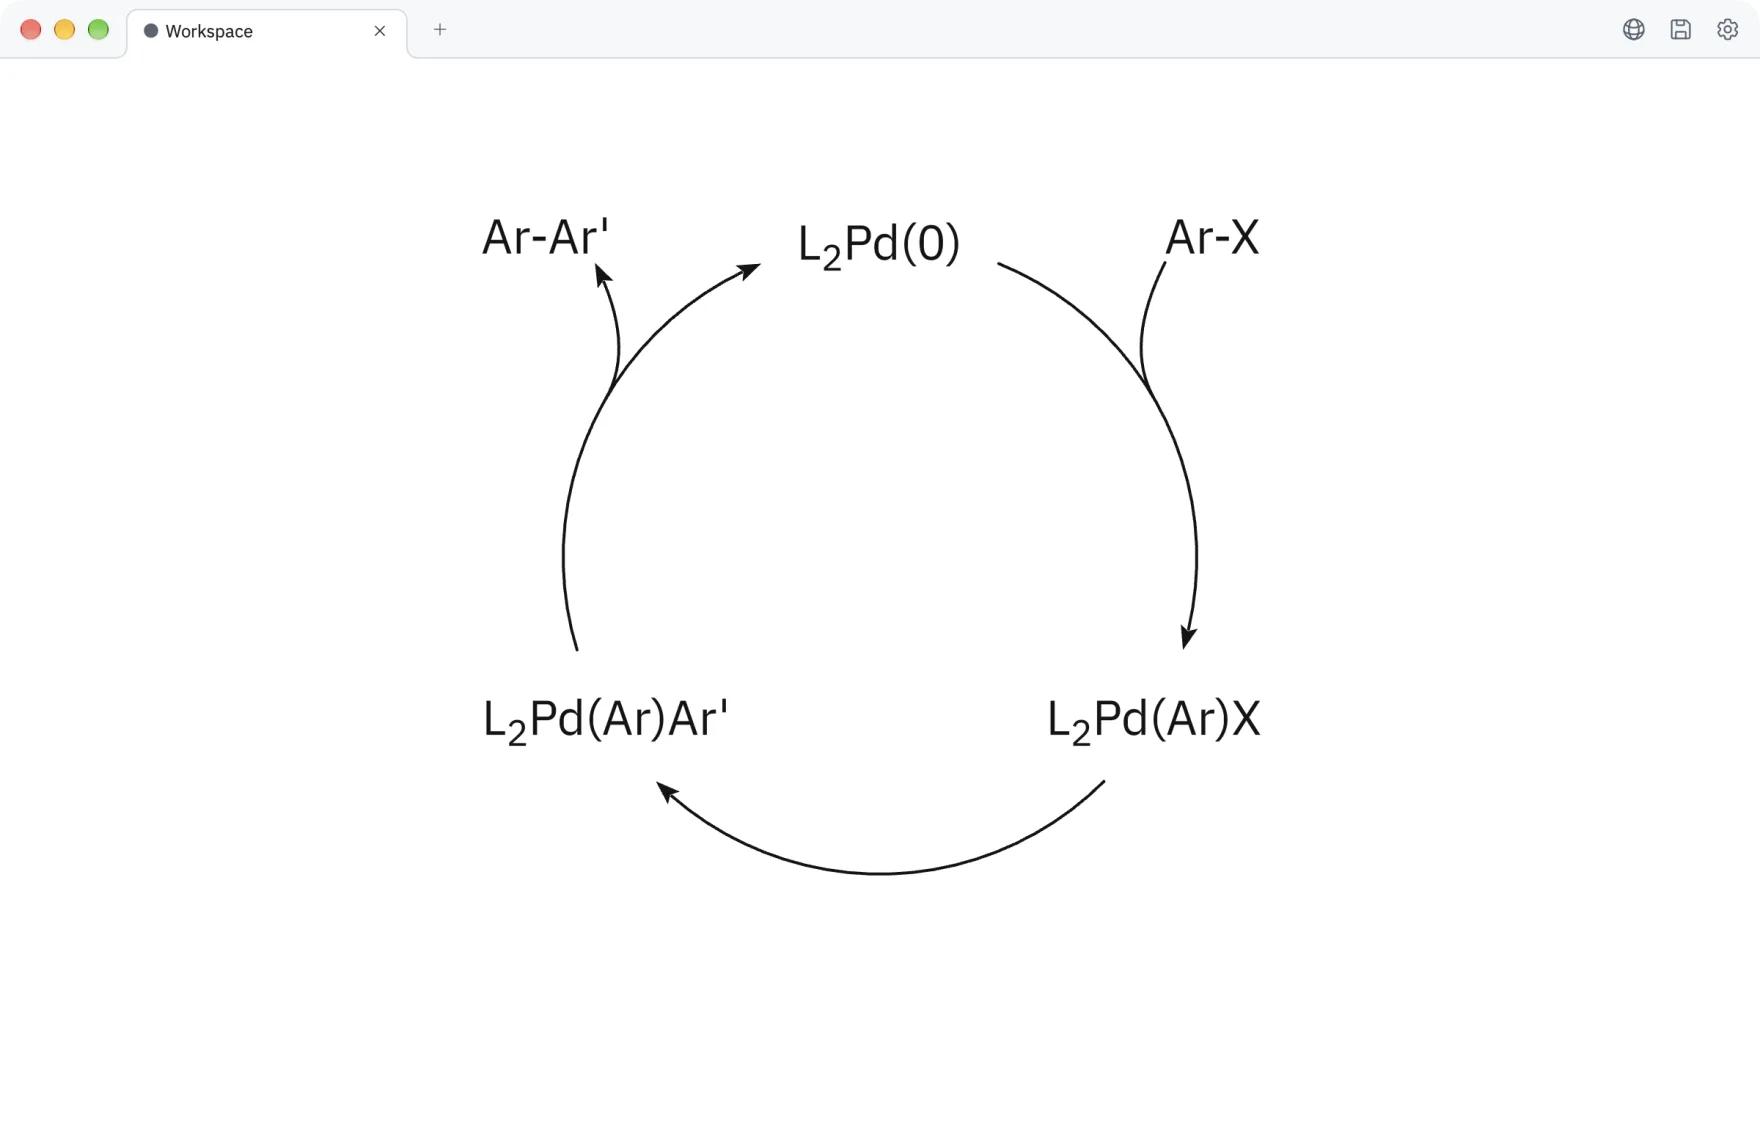 Workspace
Ar-Ar'
L₂Pd(0)
Ar-X
L₂Pd(Ar)Ar'
L₂Pd(Ar)X